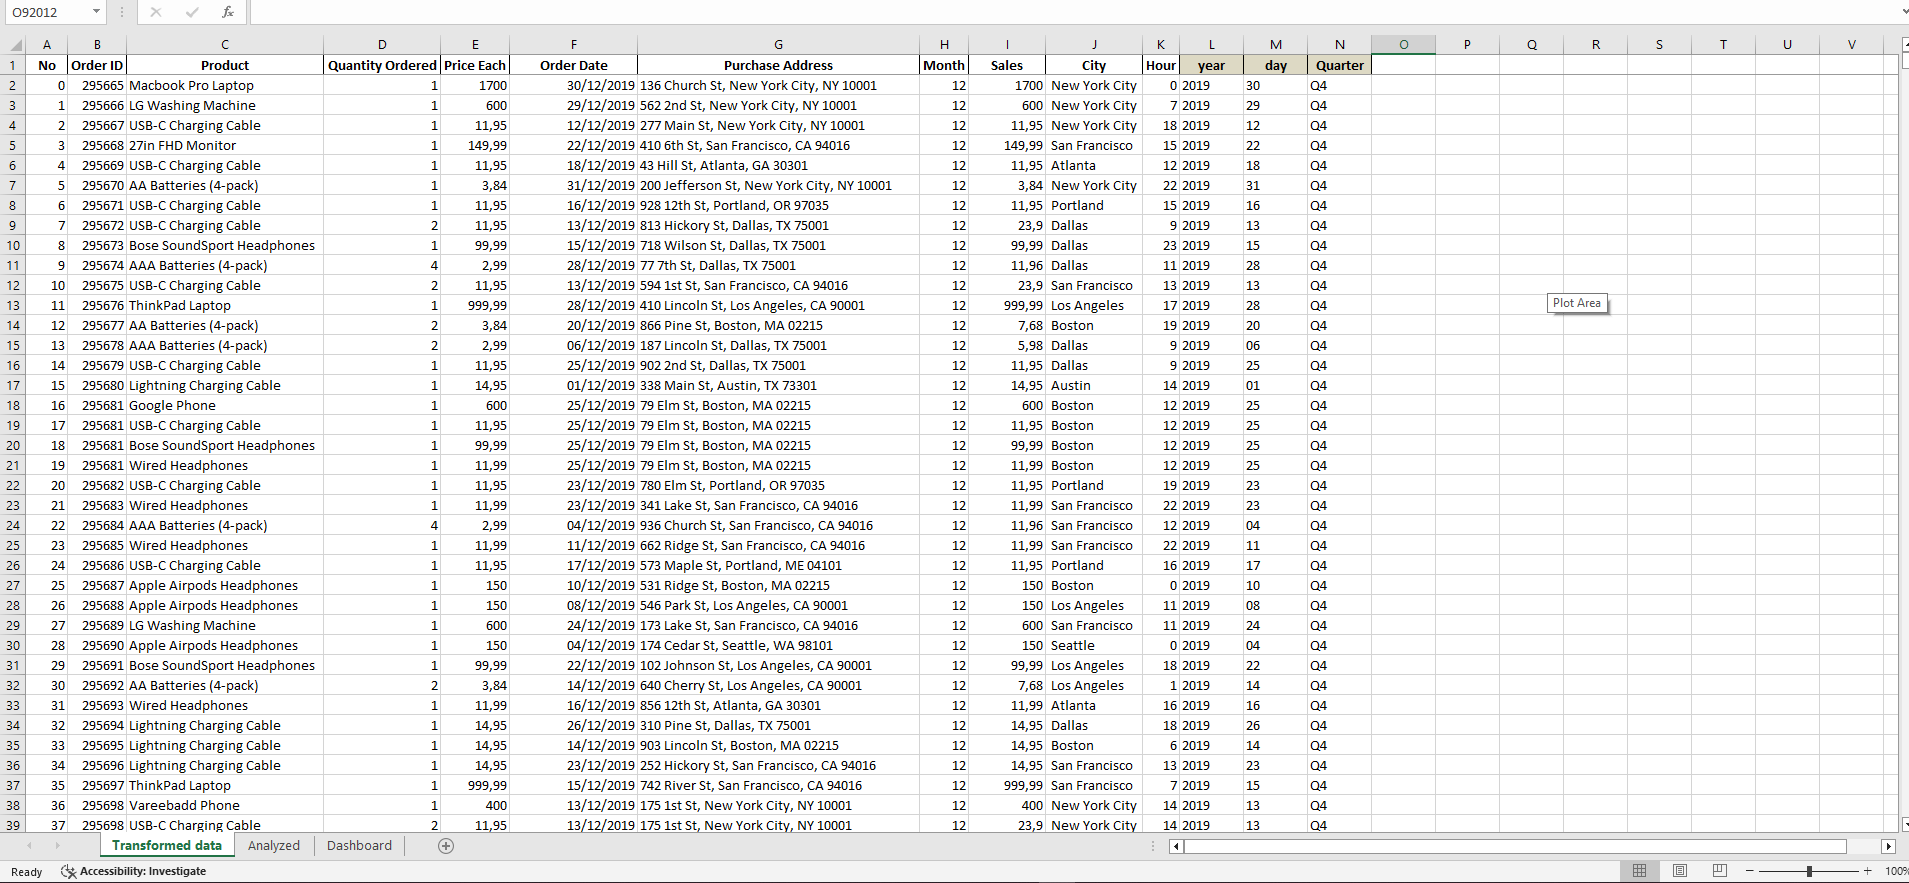 O92012 fx
A B C D E F G H I J K L M N O P Q R S T U V
1 No Order ID Product Quantity Ordered Price Each Order Date Purchase Address Month Sales City Hour year day Quarter
2 0 295665 Macbook Pro Laptop 1 1700 30/12/2019 136 Church St, New York City, NY 10001 12 1700 New York City 0 2019 30 Q4
3 1 295666 LG Washing Machine 1 600 29/12/2019 562 2nd St, New York City, NY 10001 12 600 New York City 7 2019 29 Q4
4 2 295667 USB-C Charging Cable 1 11,95 12/12/2019 277 Main St, New York City, NY 10001 12 11,95 New York City 18 2019 12 Q4
5 3 295668 27in FHD Monitor 1 149,99 22/12/2019 410 6th St, San Francisco, CA 94016 12 149,99 San Francisco 15 2019 22 Q4
6 4 295669 USB-C Charging Cable 1 11,95 18/12/2019 43 Hill St, Atlanta, GA 30301 12 11,95 Atlanta 12 2019 18 Q4
7 5 295670 AA Batteries (4-pack) 1 3,84 31/12/2019 200 Jefferson St, New York City, NY 10001 12 3,84 New York City 22 2019 31 Q4
8 6 295671 USB-C Charging Cable 1 11,95 16/12/2019 928 12th St, Portland, OR 97035 12 11,95 Portland 15 2019 16 Q4
9 7 295672 USB-C Charging Cable 2 11,95 13/12/2019 813 Hickory St, Dallas, TX 75001 12 23,9 Dallas 9 2019 13 Q4
10 8 295673 Bose SoundSport Headphones 1 99,99 15/12/2019 718 Wilson St, Dallas, TX 75001 12 99,99 Dallas 23 2019 15 Q4
11 9 295674 AAA Batteries (4-pack) 4 2,99 28/12/2019 77 7th St, Dallas, TX 75001 12 11,96 Dallas 11 2019 28 Q4
12 10 295675 USB-C Charging Cable 2 11,95 13/12/2019 594 1st St, San Francisco, CA 94016 12 23,9 San Francisco 13 2019 13 Q4
13 11 295676 ThinkPad Laptop 1 999,99 28/12/2019 410 Lincoln St, Los Angeles, CA 90001 12 999,99 Los Angeles 17 2019 28 Q4
Plot Area
14 12 295677 AA Batteries (4-pack) 2 3,84 20/12/2019 866 Pine St, Boston, MA 02215 12 7,68 Boston 19 2019 20 Q4
15 13 295678 AAA Batteries (4-pack) 2 2,99 06/12/2019 187 Lincoln St, Dallas, TX 75001 12 5,98 Dallas 9 2019 06 Q4
16 14 295679 USB-C Charging Cable 1 11,95 25/12/2019 902 2nd St, Dallas, TX 75001 12 11,95 Dallas 9 2019 25 Q4
17 15 295680 Lightning Charging Cable 1 14,95 01/12/2019 338 Main St, Austin, TX 73301 12 14,95 Austin 14 2019 01 Q4
18 16 295681 Google Phone 1 600 25/12/2019 79 Elm St, Boston, MA 02215 12 600 Boston 12 2019 25 Q4
19 17 295681 USB-C Charging Cable 1 11,95 25/12/2019 79 Elm St, Boston, MA 02215 12 11,95 Boston 12 2019 25 Q4
20 18 295681 Bose SoundSport Headphones 1 99,99 25/12/2019 79 Elm St, Boston, MA 02215 12 99,99 Boston 12 2019 25 Q4
21 19 295681 Wired Headphones 1 11,99 25/12/2019 79 Elm St, Boston, MA 02215 12 11,99 Boston 12 2019 25 Q4
22 20 295682 USB-C Charging Cable 1 11,95 23/12/2019 780 Elm St, Portland, OR 97035 12 11,95 Portland 19 2019 23 Q4
23 21 295683 Wired Headphones 1 11,99 23/12/2019 341 Lake St, San Francisco, CA 94016 12 11,99 San Francisco 22 2019 23 Q4
24 22 295684 AAA Batteries (4-pack) 4 2,99 04/12/2019 936 Church St, San Francisco, CA 94016 12 11,96 San Francisco 12 2019 04 Q4
25 23 295685 Wired Headphones 1 11,99 11/12/2019 662 Ridge St, San Francisco, CA 94016 12 11,99 San Francisco 22 2019 11 Q4
26 24 295686 USB-C Charging Cable 1 11,95 17/12/2019 573 Maple St, Portland, ME 04101 12 11,95 Portland 16 2019 17 Q4
27 25 295687 Apple Airpods Headphones 1 150 10/12/2019 531 Ridge St, Boston, MA 02215 12 150 Boston 0 2019 10 Q4
28 26 295688 Apple Airpods Headphones 1 150 08/12/2019 546 Park St, Los Angeles, CA 90001 12 150 Los Angeles 11 2019 08 Q4
29 27 295689 LG Washing Machine 1 600 24/12/2019 173 Lake St, San Francisco, CA 94016 12 600 San Francisco 11 2019 24 Q4
30 28 295690 Apple Airpods Headphones 1 150 04/12/2019 174 Cedar St, Seattle, WA 98101 12 150 Seattle 0 2019 04 Q4
31 29 295691 Bose SoundSport Headphones 1 99,99 22/12/2019 102 Johnson St, Los Angeles, CA 90001 12 99,99 Los Angeles 18 2019 22 Q4
32 30 295692 AA Batteries (4-pack) 2 3,84 14/12/2019 640 Cherry St, Los Angeles, CA 90001 12 7,68 Los Angeles 1 2019 14 Q4
33 31 295693 Wired Headphones 1 11,99 16/12/2019 856 12th St, Atlanta, GA 30301 12 11,99 Atlanta 16 2019 16 Q4
34 32 295694 Lightning Charging Cable 1 14,95 26/12/2019 310 Pine St, Dallas, TX 75001 12 14,95 Dallas 18 2019 26 Q4
35 33 295695 Lightning Charging Cable 1 14,95 14/12/2019 903 Lincoln St, Boston, MA 02215 12 14,95 Boston 6 2019 14 Q4
36 34 295696 Lightning Charging Cable 1 14,95 23/12/2019 252 Hickory St, San Francisco, CA 94016 12 14,95 San Francisco 13 2019 23 Q4
37 35 295697 ThinkPad Laptop 1 999,99 15/12/2019 742 River St, San Francisco, CA 94016 12 999,99 San Francisco 7 2019 15 Q4
38 36 295698 Vareebadd Phone 1 400 13/12/2019 175 1st St, New York City, NY 10001 12 400 New York City 14 2019 13 Q4
39 37 295698 USB-C Charging Cable 2 11,95 13/12/2019 175 1st St, New York City, NY 10001 12 23,9 New York City 14 2019 13 Q4
Transformed data Analyzed Dashboard
Ready Accessibility: Investigate 100%